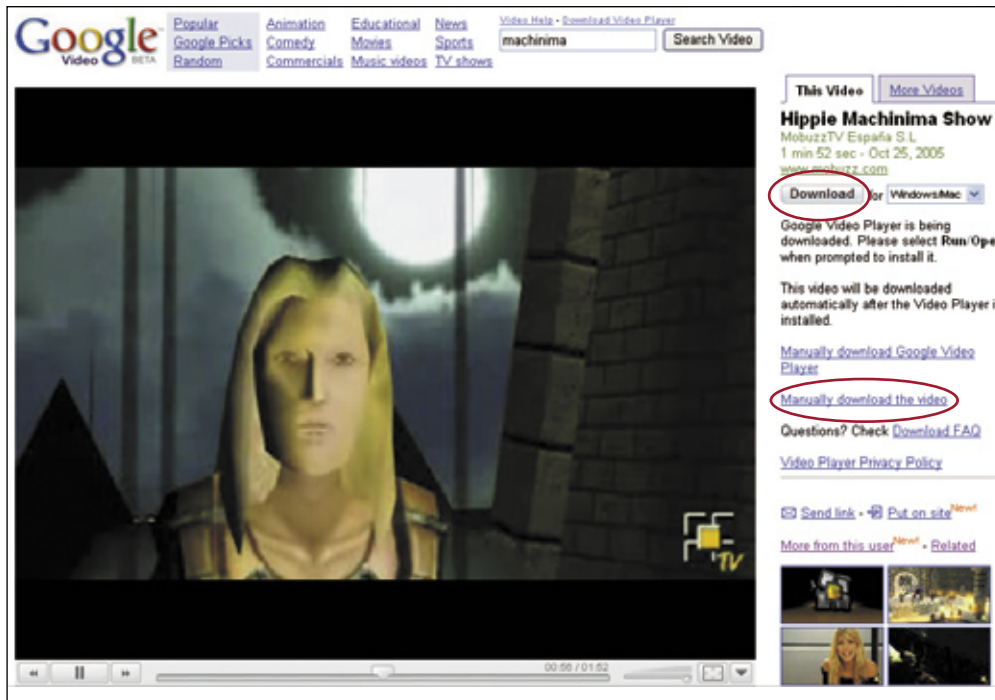 Google
Video BETA
Popular
Google Picks
Random
Animation
Comedy
Commercials
Educational
Movies
Music videos
News
Sports
TV shows
Video Help - Download Video Player
machinima
Search Video
This Video
More Videos
Hippie Machinima Show
MobuzzTV España S.L
1 min 52 sec - Oct 25, 2005
www.mobuzz.com
Download for Windows/Mac
Google Video Player is being
downloaded. Please select Run/Ope
when prompted to install it.
This video will be downloaded
automatically after the Video Player i
installed.
Manually download Google Video
Player
Manually download the video
Questions? Check Download FAQ
Video Player Privacy Policy
Send link - Put on site New!
More from this user New! - Related
TV
00:56 / 01:52